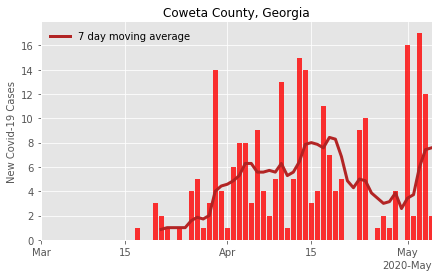 Coweta County, Georgia
7 day moving average
New Covid-19 Cases
16
14
12
10
8
6
4
2
0
Mar
15
Apr
15
May
2020-May